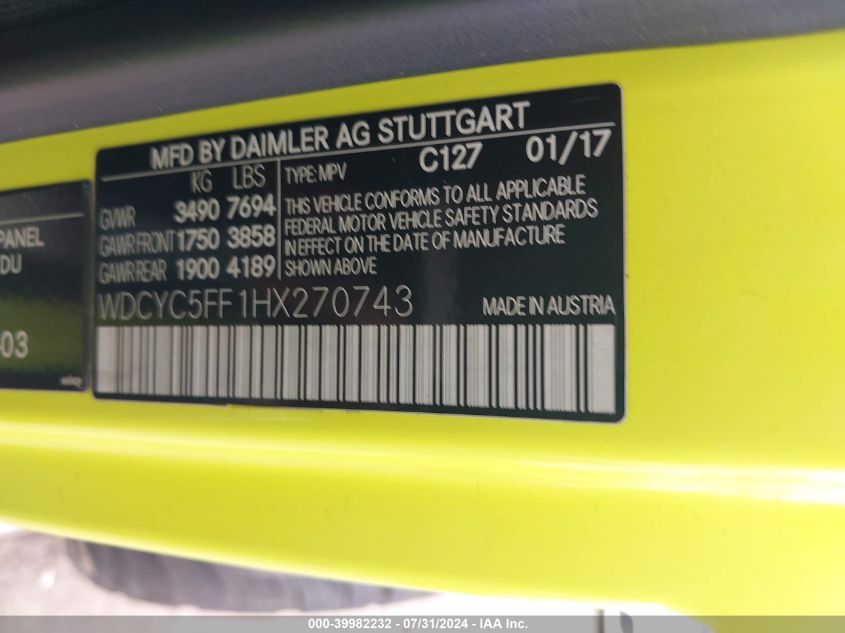 MFD BY DAIMLER AG STUTTGART
C127 01/17
KG LBS
GVWR 3490 7694
GAWR FRONT 1750 3858
GAWR REAR 1900 4189
TYPE: MPV
THIS VEHICLE CONFORMS TO ALL APPLICABLE
FEDERAL MOTOR VEHICLE SAFETY STANDARDS
IN EFFECT ON THE DATE OF MANUFACTURE
SHOWN ABOVE
WDCYC5FF1HX270743 MADE IN AUSTRIA
PANEL
DU
03
000-39982232 - 07/31/2024 - IAA Inc.